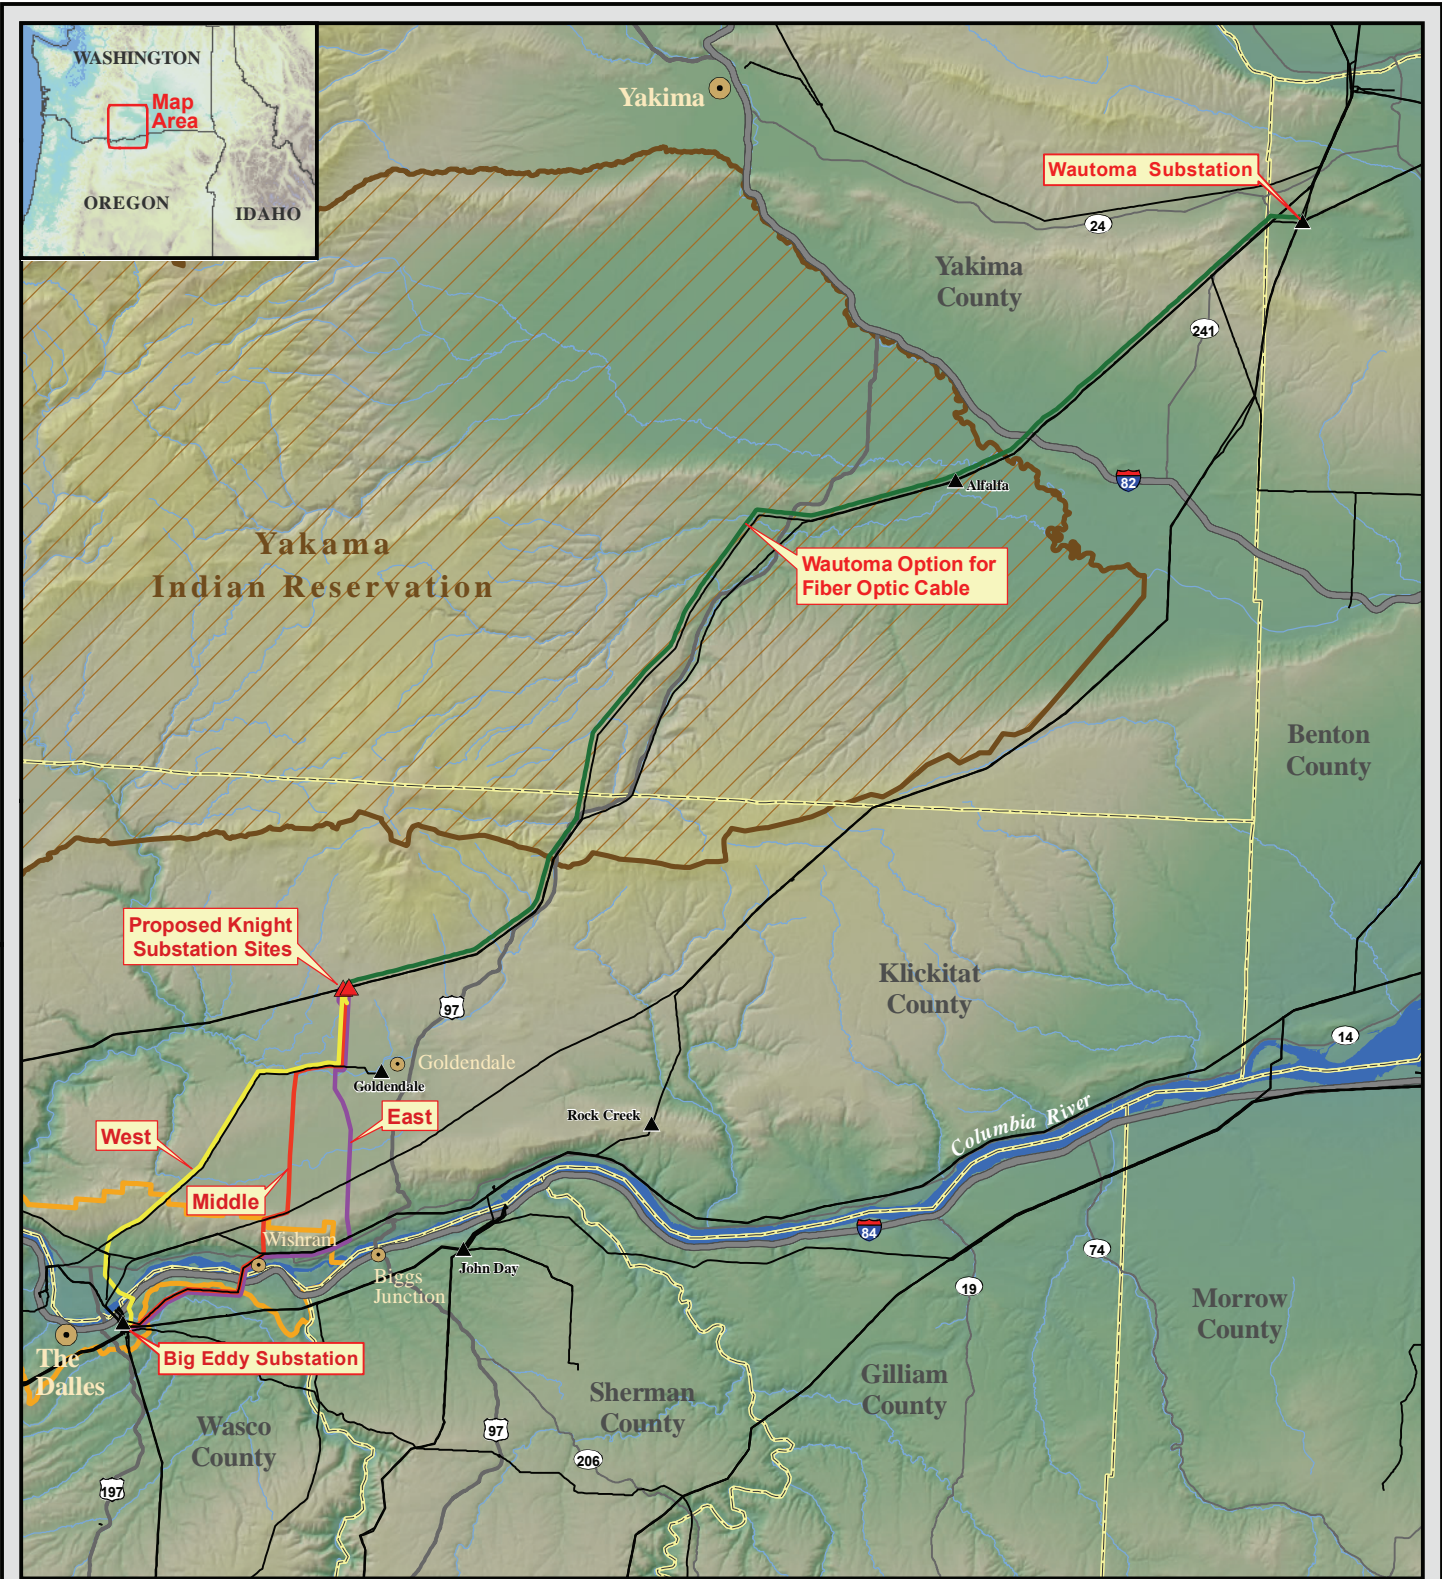 WASHINGTON
Map
Area
OREGON
IDAHO
Yakima
Wautoma Substation
24
Yakima
County
241
82
Alfalfa
Yakama
Indian Reservation
Wautoma Option for
Fiber Optic Cable
Benton
County
Proposed Knight
Substation Sites
97
Klickitat
County
14
Goldendale
Goldendale
East
Rock Creek
Columbia River
West
Middle
Wishram
84
74
John Day
Biggs
Junction
19
Morrow
County
Big Eddy Substation
The
Dalles
Gilliam
County
Sherman
County
Wasco
County
97
206
197